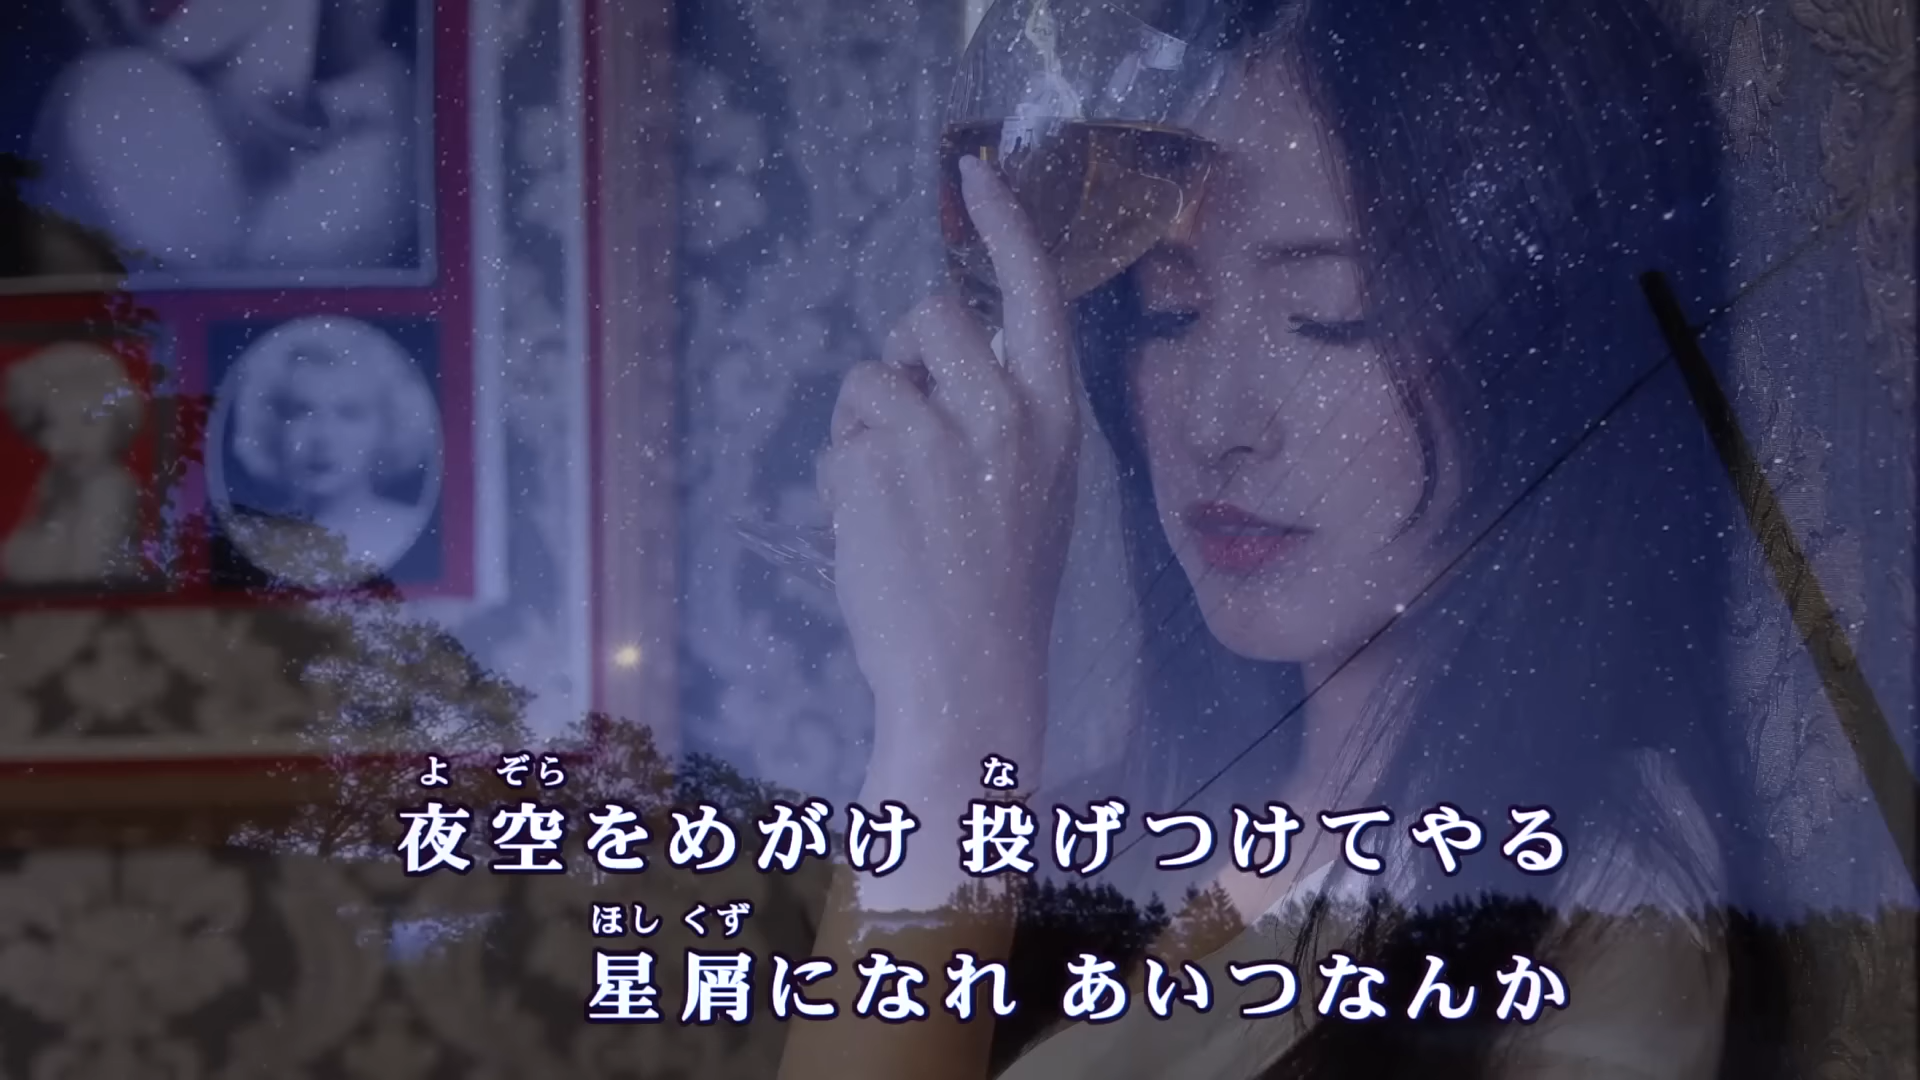 よ ぞら な
夜空をめがけ 投げつけてやる
ほし くず
星屑になれ あいつなんか